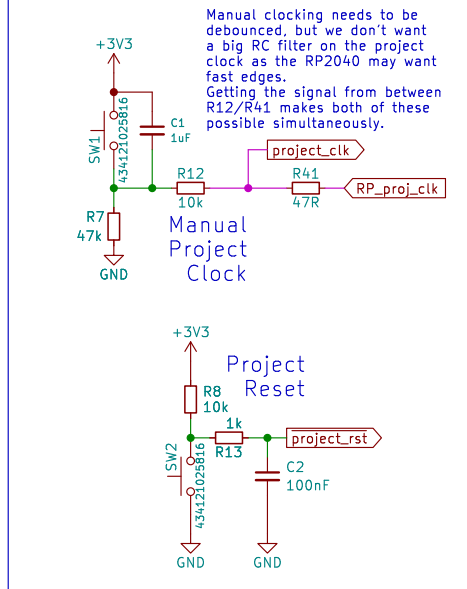 Manual clocking needs to be
debounced, but we don't want
a big RC filter on the project
clock as the RP2040 may want
fast edges.
Getting the signal from between
R12/R41 makes both of these
possible simultaneously.
+3V3
SW1
434121025816
C1
1uF
project_clk
R12
10k
R41
47R
RP_proj_clk
R7
47k
GND
Manual
Project
Clock
+3V3
Project
Reset
R8
10k
1k
R13
project_rst
SW2
434121025816
C2
100nF
GND
GND